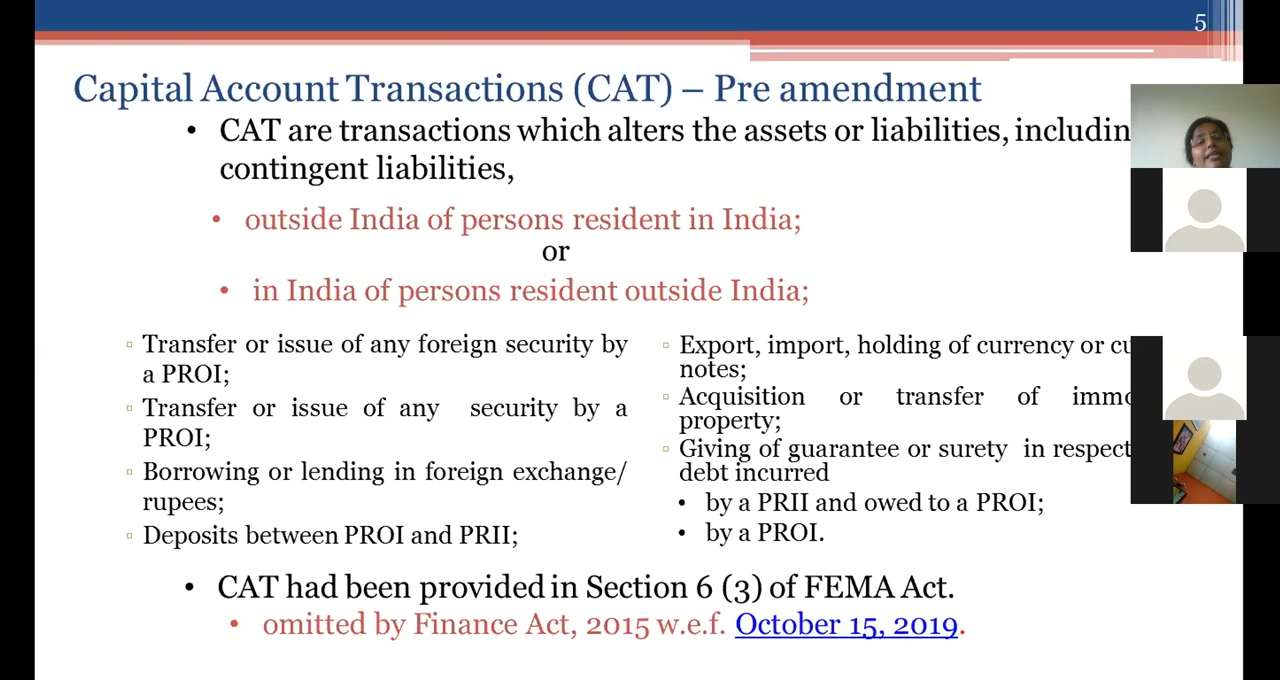 5
Capital Account Transactions (CAT) – Pre amendment
• CAT are transactions which alters the assets or liabilities,
contingent liabilities,
• outside India of persons resident in India;
or
• in India of persons resident outside India;
Transfer or issue of any foreign security by
a PROI;
Transfer or issue of any security by a
PROI;
Borrowing or lending in foreign exchange/
rupees;
Deposits between PROI and PRII;
Export, import, holding of currency or
notes;
Acquisition or transfer of
property;
Giving of guarantee or surety in respect
debt incurred
• by a PRII and owed to a PROI;
• by a PROI.
• CAT had been provided in Section 6 (3) of FEMA Act.
• omitted by Finance Act, 2015 w.e.f. October 15, 2019.